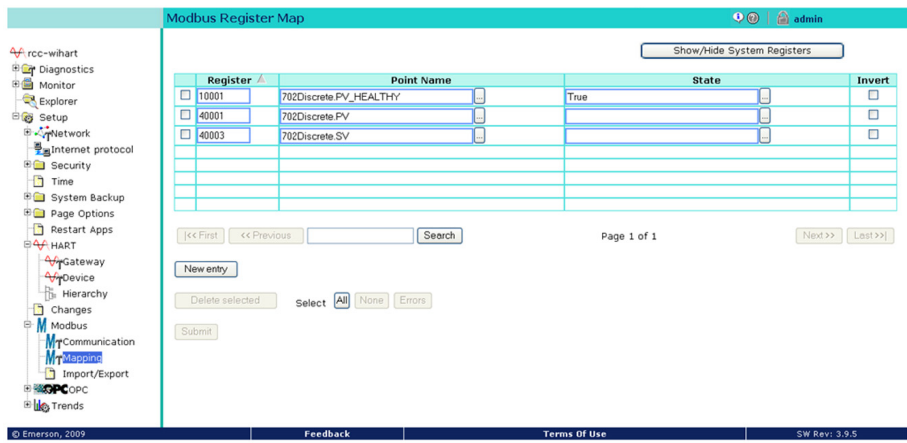 Modbus Register Map
admin
rcc-wihart
Diagnostics
Monitor
Explorer
Setup
Network
Internet protocol
Security
Time
System Backup
Page Options
Restart Apps
HART
Gateway
Device
Hierarchy
Changes
Modbus
Communication
Mapping
Import/Export
OPC OPC
Trends
Show/Hide System Registers
Register Point Name State Invert
10001 702Discrete.PV_HEALTHY ... True ...
40001 702Discrete.PV ... ...
40003 702Discrete.SV ... ...
|<< First << Previous Search Page 1 of 1 Next >> Last >>|
New entry
Delete selected Select All None Errors
Submit
© Emerson, 2009 Feedback Terms Of Use SW Rev: 3.9.5